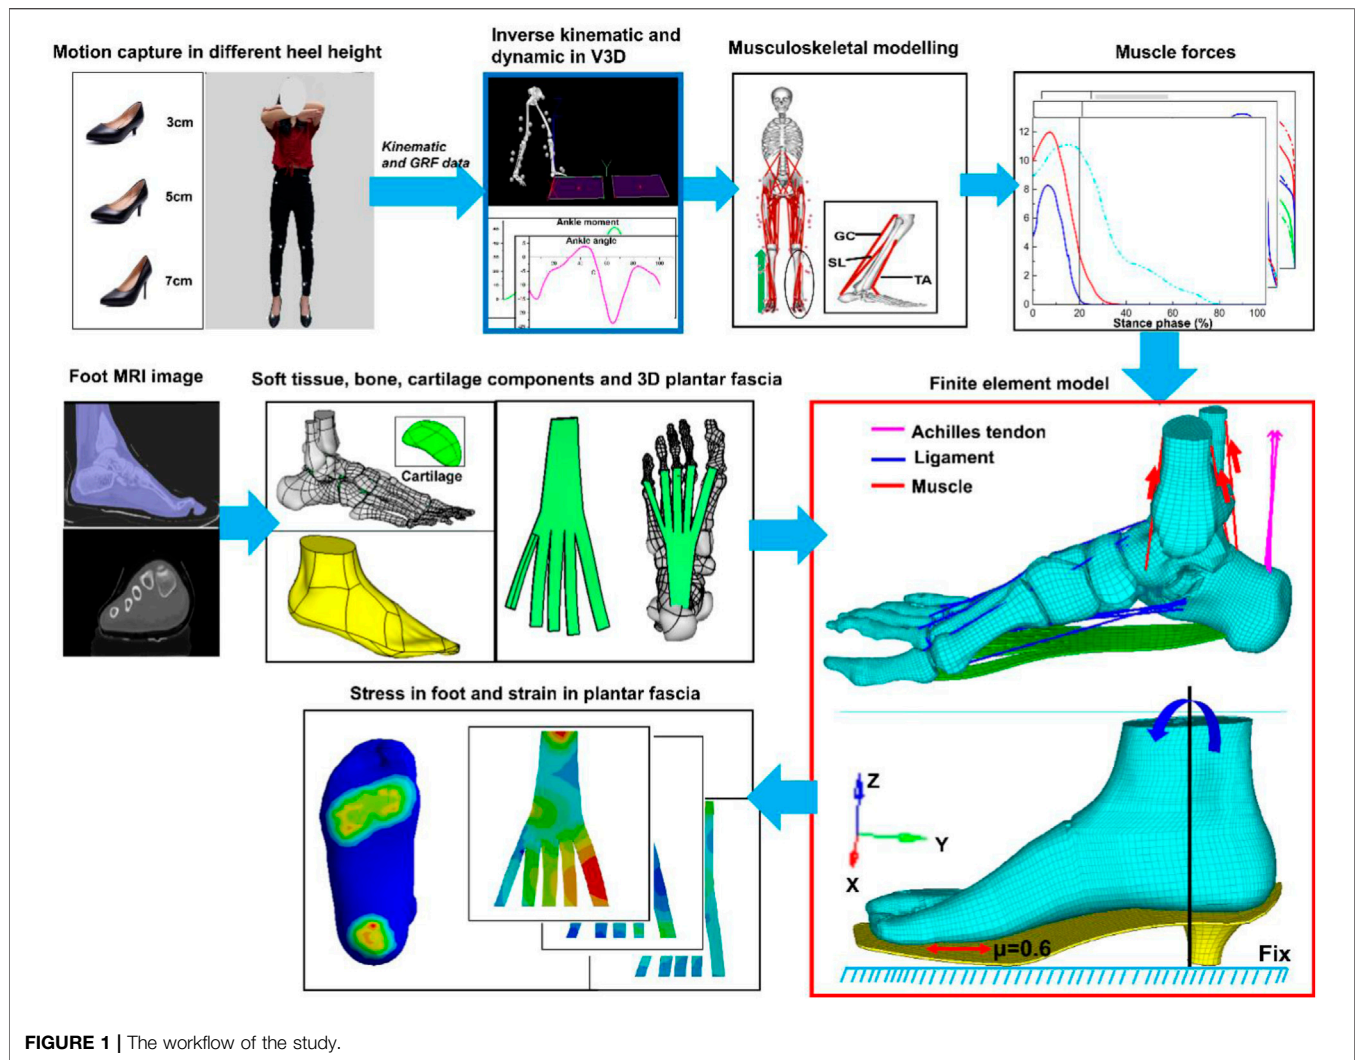 Motion capture in different heel height
3cm
5cm
7cm
Kinematic
and GRF data
Inverse kinematic and
dynamic in V3D
Ankle moment
Ankle angle
Musculoskeletal modelling
GC
SL
TA
Muscle forces
12
10
8
6
4
2
0
0 20 40 60 80 100
Stance phase (%)
Foot MRI image
Soft tissue, bone, cartilage components and 3D plantar fascia
Cartilage
Finite element model
Achilles tendon
Ligament
Muscle
Z
Y
X
μ=0.6
Fix
Stress in foot and strain in plantar fascia
FIGURE 1 | The workflow of the study.